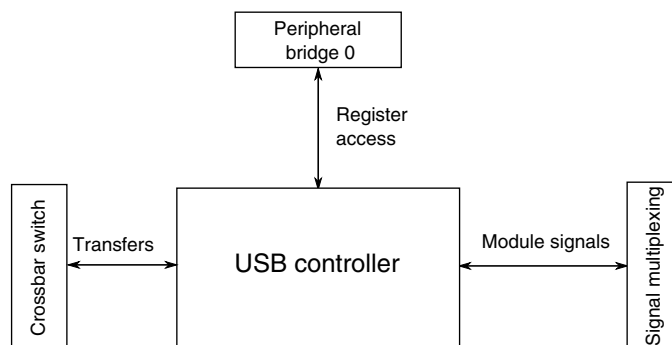 Peripheral
bridge 0
Register
access
Crossbar switch
Transfers
USB controller
Module signals
Signal multiplexing